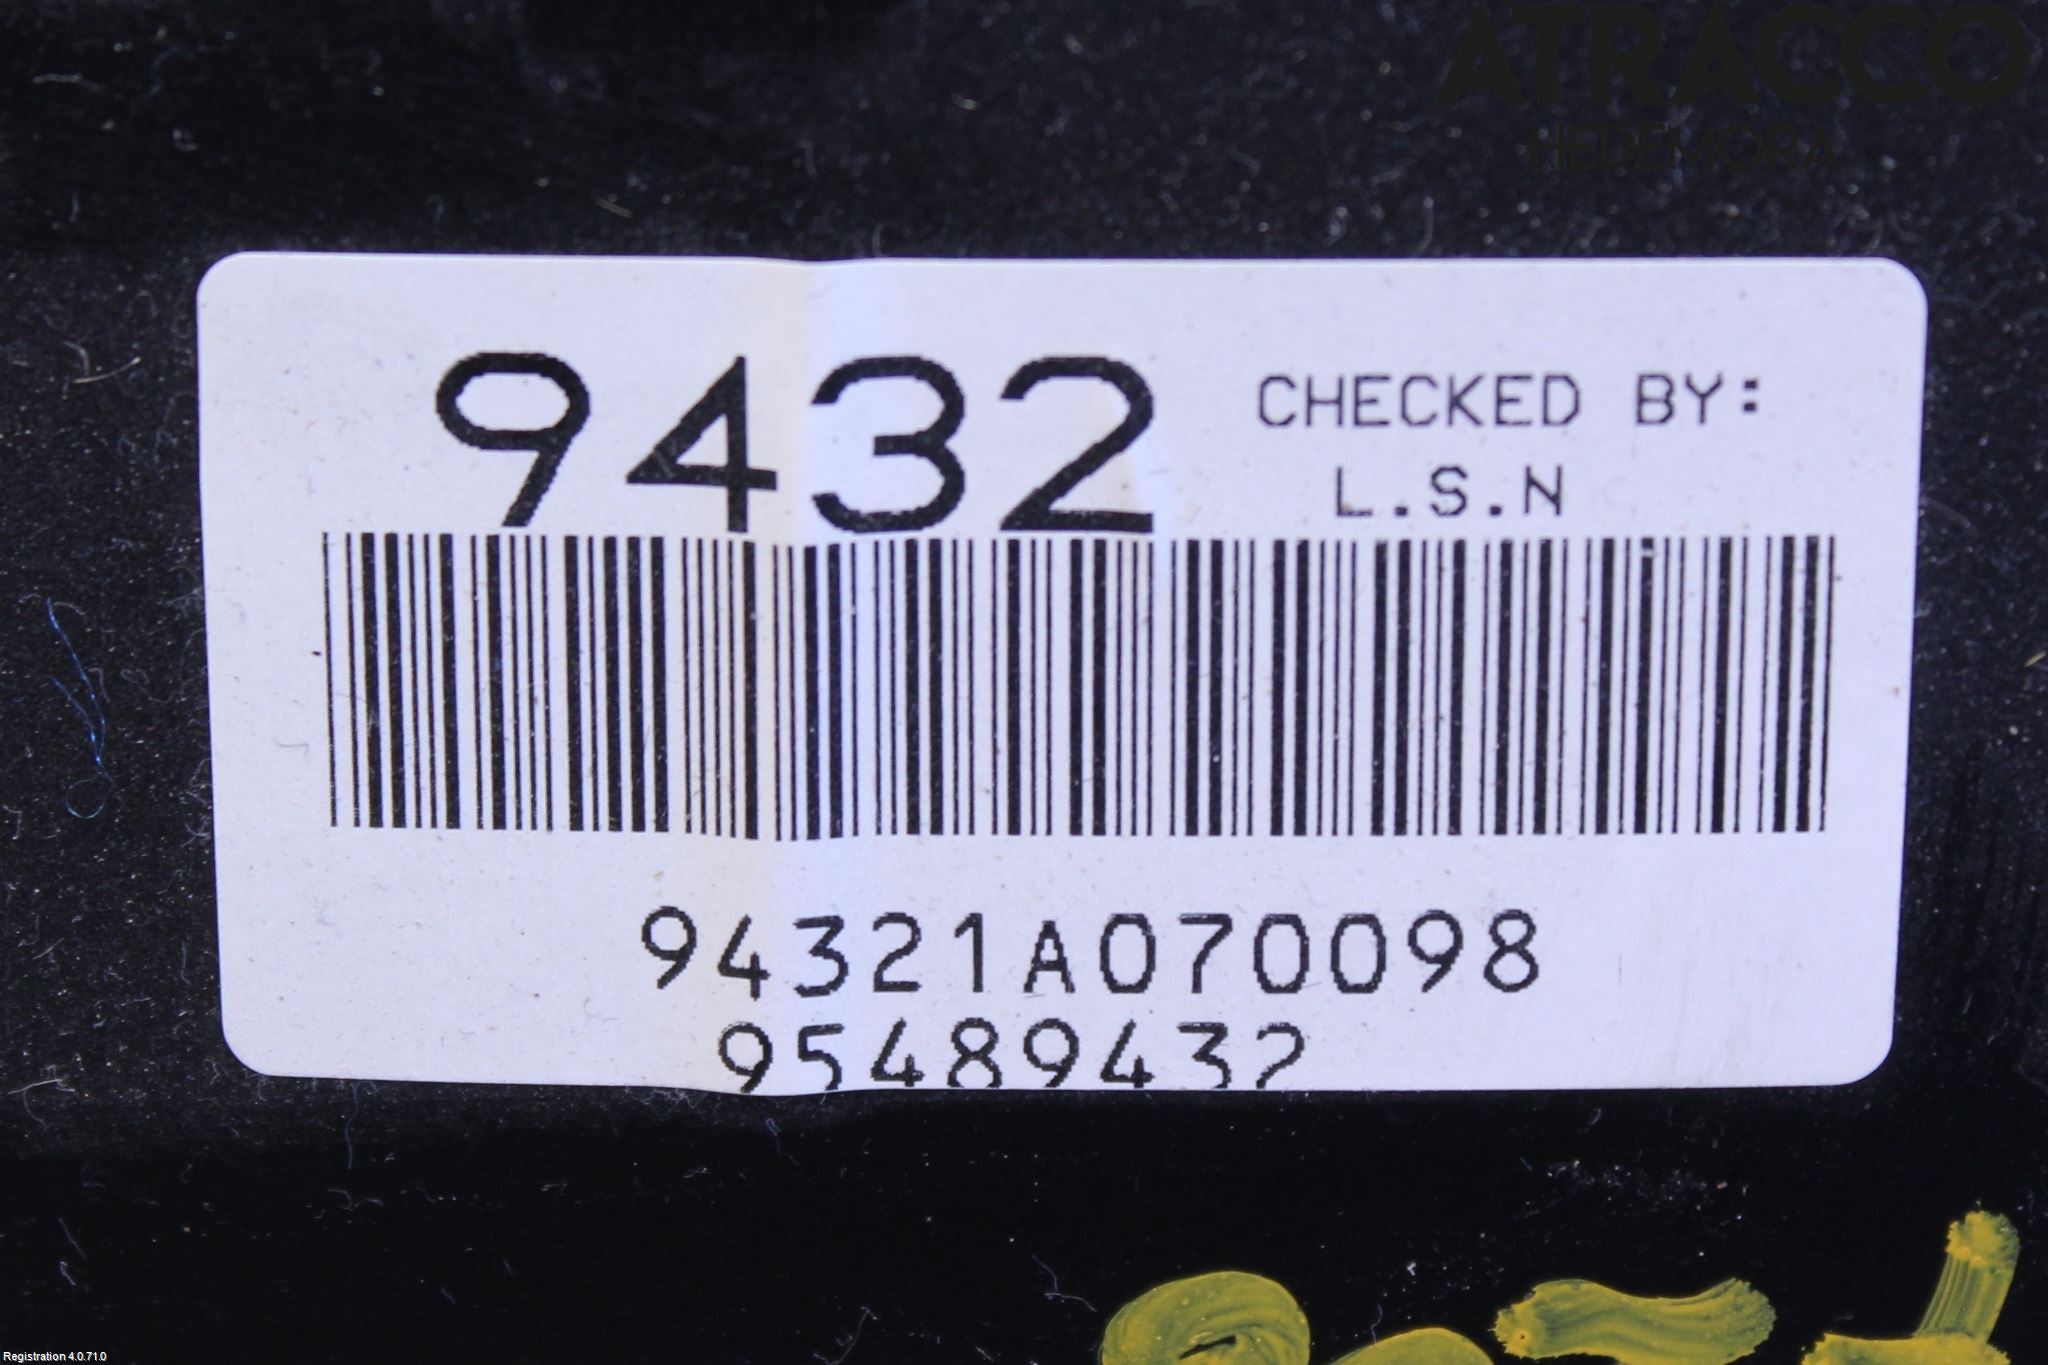 ATRACCO
HEDEMORA
9432
CHECKED BY:
L.S.N
94321A070098
95489432
Registration 4.0.71.0